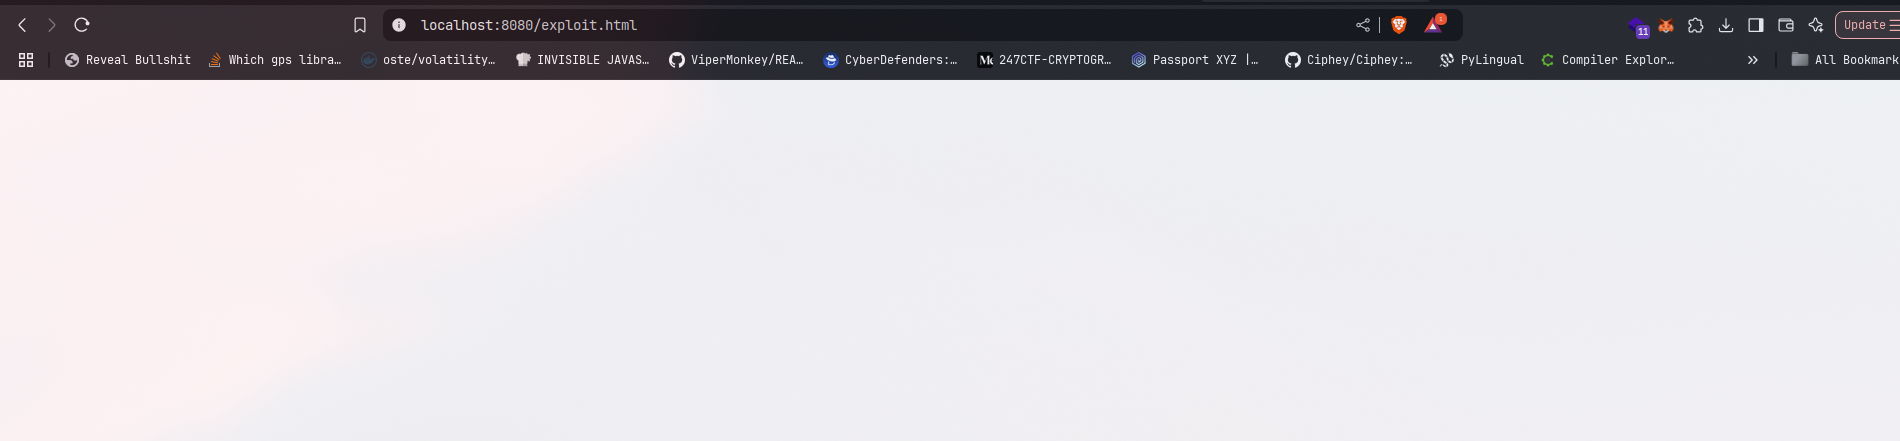 localhost:8080/exploit.html
1
11
Update
Reveal Bullshit
Which gps libra…
oste/volatility…
INVISIBLE JAVAS…
ViperMonkey/REA…
CyberDefenders:…
247CTF-CRYPTOGR…
Passport XYZ |…
Ciphey/Ciphey:…
PyLingual
Compiler Explor…
»
All Bookmark